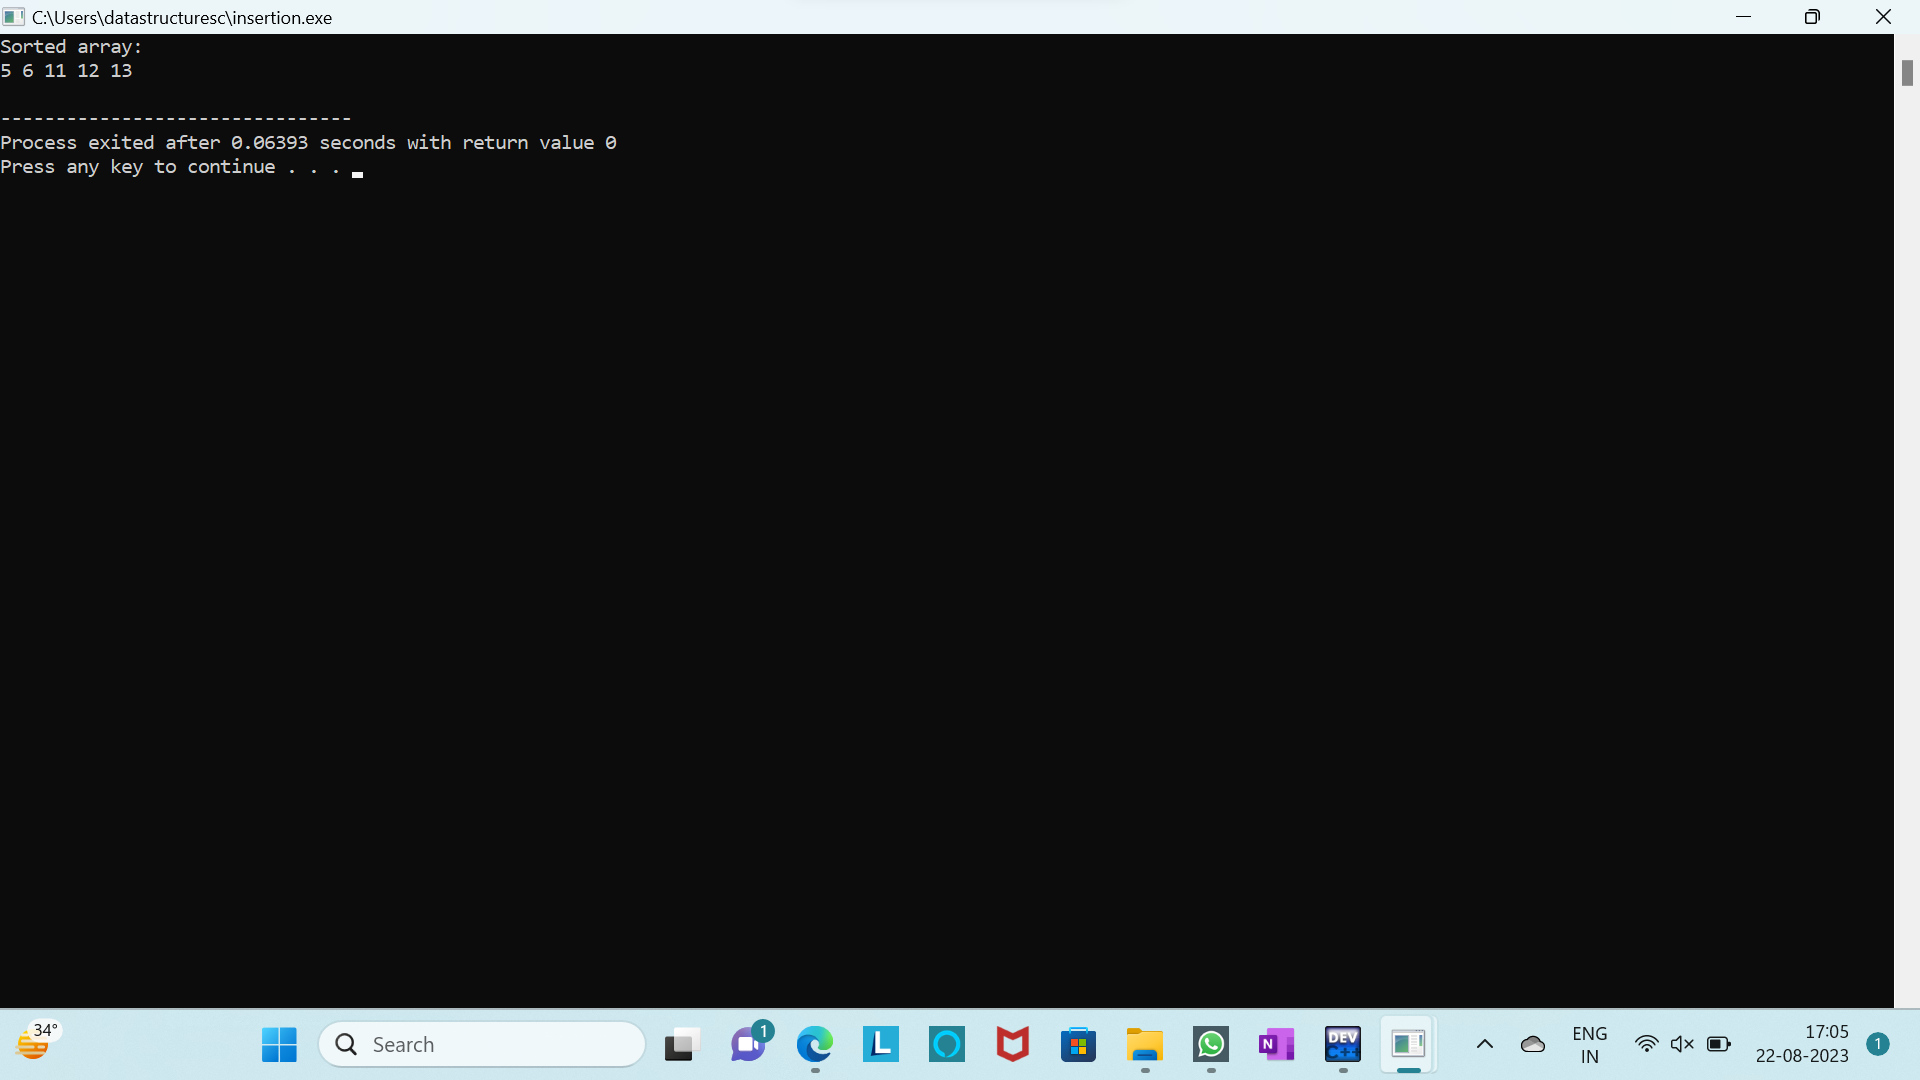 C:\Users\datastructuresc\insertion.exe
Sorted array:
5 6 11 12 13
--------------------------------
Process exited after 0.06393 seconds with return value 0
Press any key to continue . . .
34°
Search
1
L
N
DEV
C++
ENG
IN
17:05
22-08-2023
1